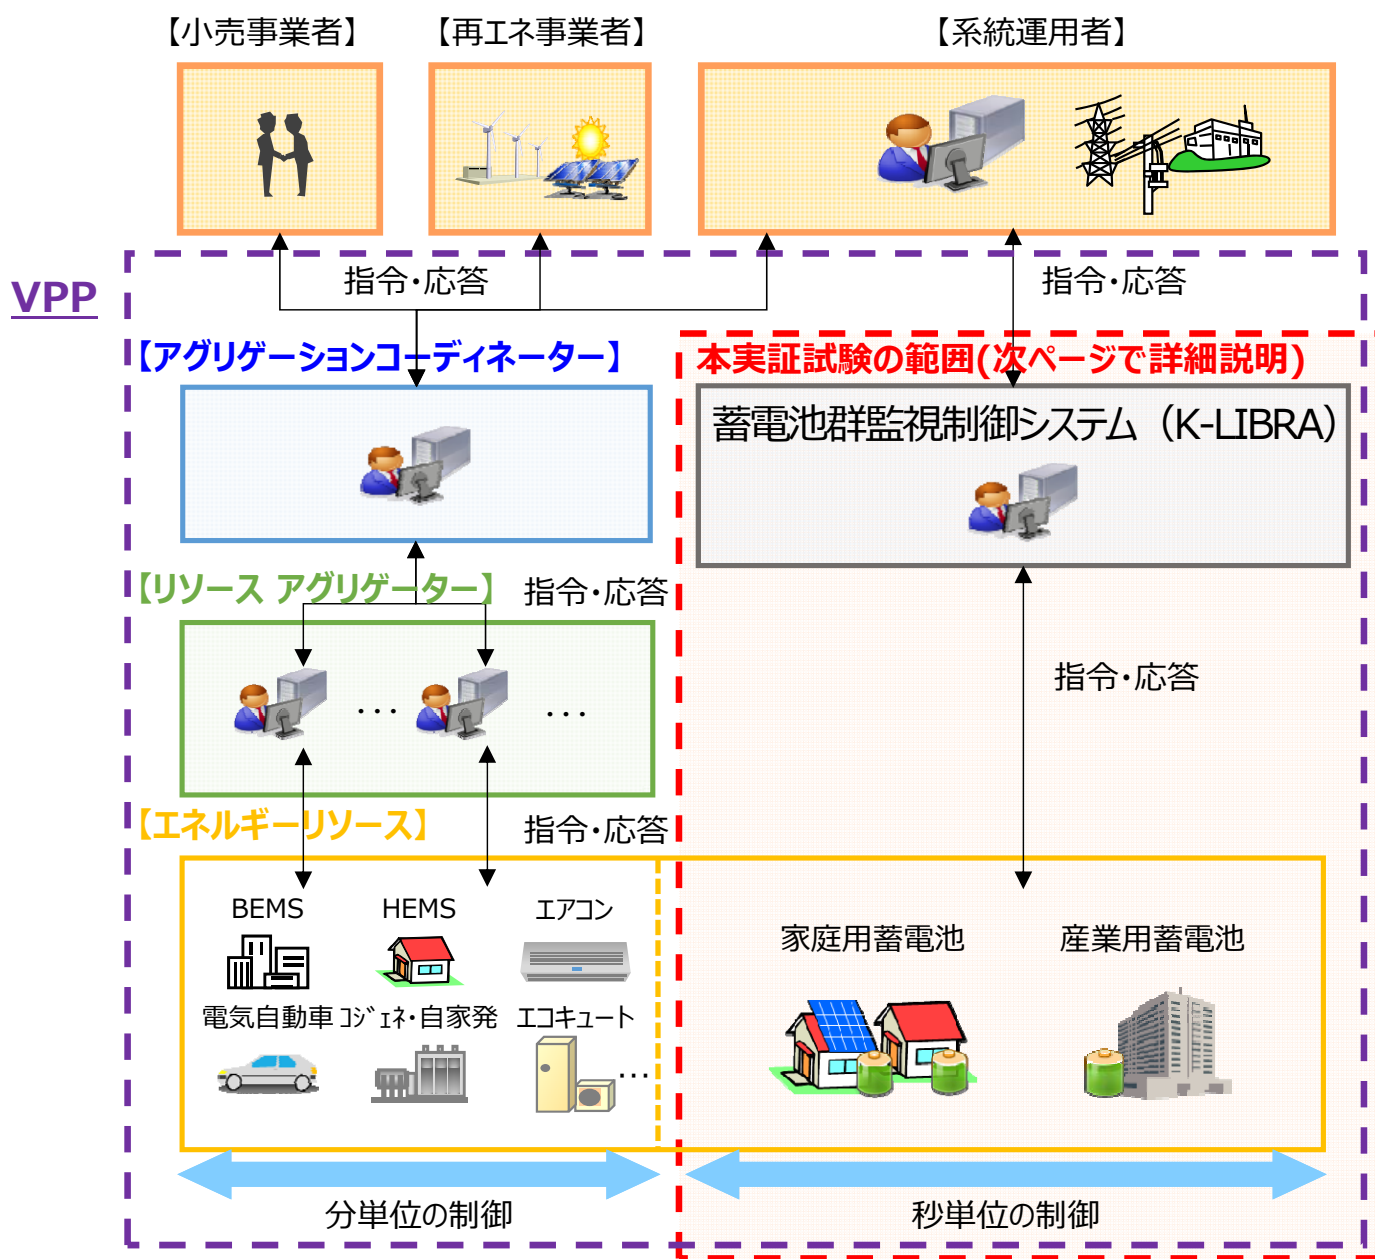 【小売事業者】
【再エネ事業者】
【系統運用者】
VPP
指令・応答
指令・応答
【アグリゲーションコーディネーター】
本実証試験の範囲(次ページで詳細説明)
蓄電池群監視制御システム（K-LIBRA）
【リソース アグリゲーター】
指令・応答
指令・応答
・・・
・・・
【エネルギーリソース】
指令・応答
BEMS
HEMS
エアコン
家庭用蓄電池
産業用蓄電池
電気自動車
ｺｼﾞｪﾈ・自家発
エコキュート
・・・
分単位の制御
秒単位の制御